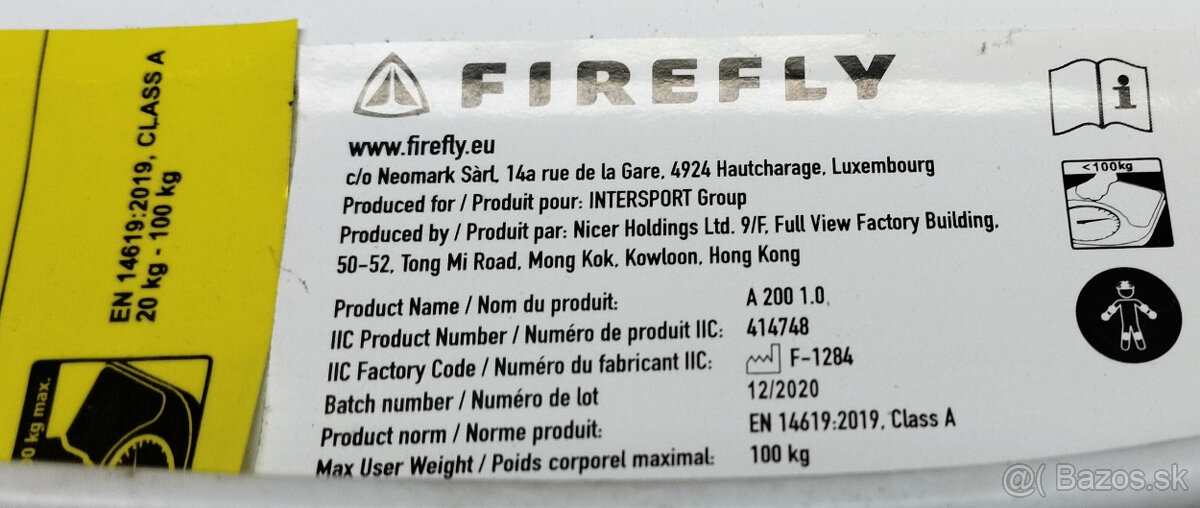 EN 14619:2019, CLASS A
20 kg - 100 kg
kg max.
FIREFLY
www.firefly.eu
c/o Neomark Sàrl, 14a rue de la Gare, 4924 Hautcharage, Luxembourg
Produced for / Produit pour: INTERSPORT Group
Produced by / Produit par: Nicer Holdings Ltd. 9/F, Full View Factory Building,
50-52, Tong Mi Road, Mong Kok, Kowloon, Hong Kong
Product Name / Nom du produit: A 200 1.0
IIC Product Number / Numéro de produit IIC: 414748
IIC Factory Code / Numéro du fabricant IIC: F-1284
Batch number / Numéro de lot 12/2020
Product norm / Norme produit: EN 14619:2019, Class A
Max User Weight / Poids corporel maximal: 100 kg
i
<100kg
@( Bazos.sk